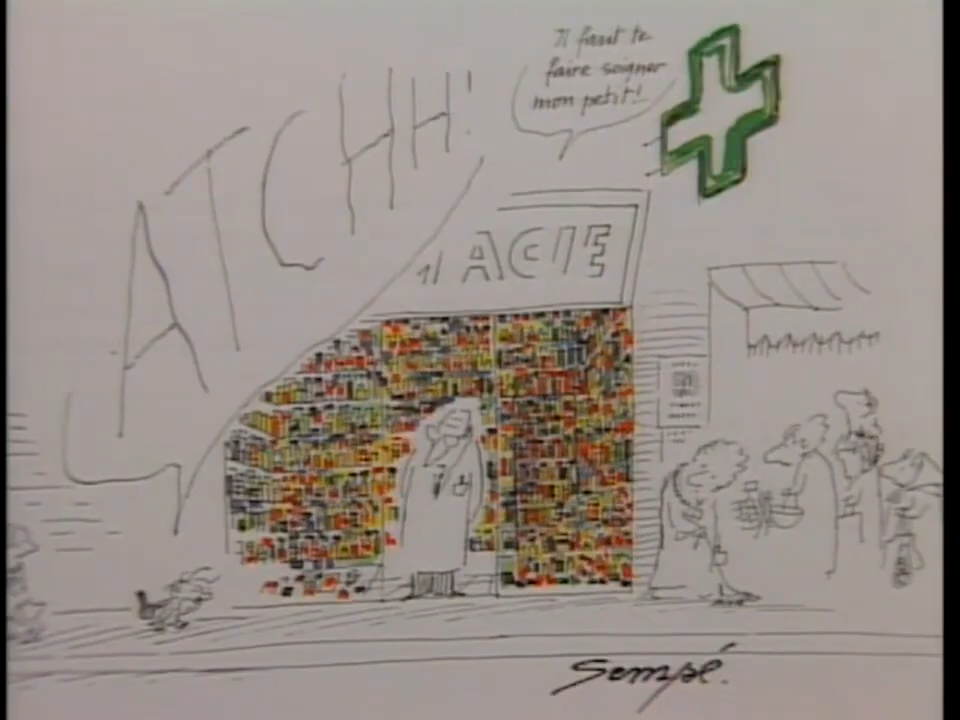 ATCHH!
Il faut te
faire soigner
mon petit!
ACIE
Sempé.